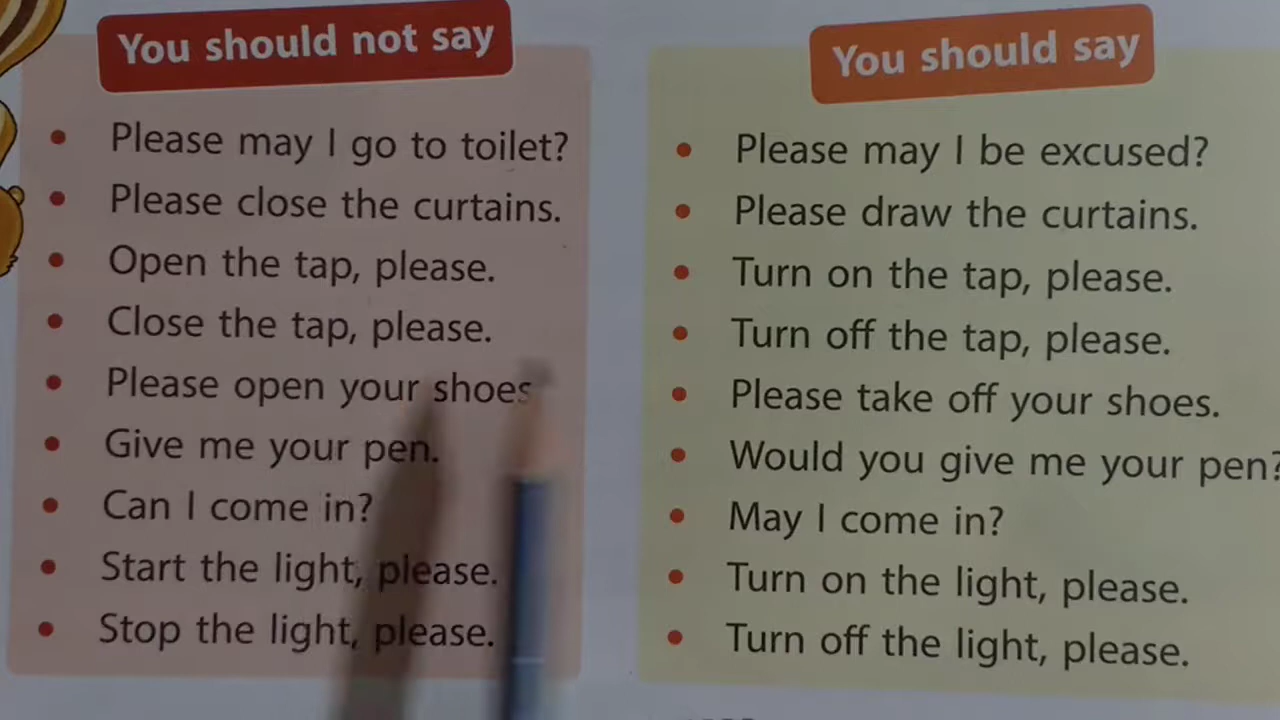 You should not say
• Please may I go to toilet?
• Please close the curtains.
• Open the tap, please.
• Close the tap, please.
• Please open your shoes
• Give me your pen.
• Can I come in?
• Start the light, please.
• Stop the light, please.
You should say
• Please may I be excused?
• Please draw the curtains.
• Turn on the tap, please.
• Turn off the tap, please.
• Please take off your shoes.
• Would you give me your pen?
• May I come in?
• Turn on the light, please.
• Turn off the light, please.